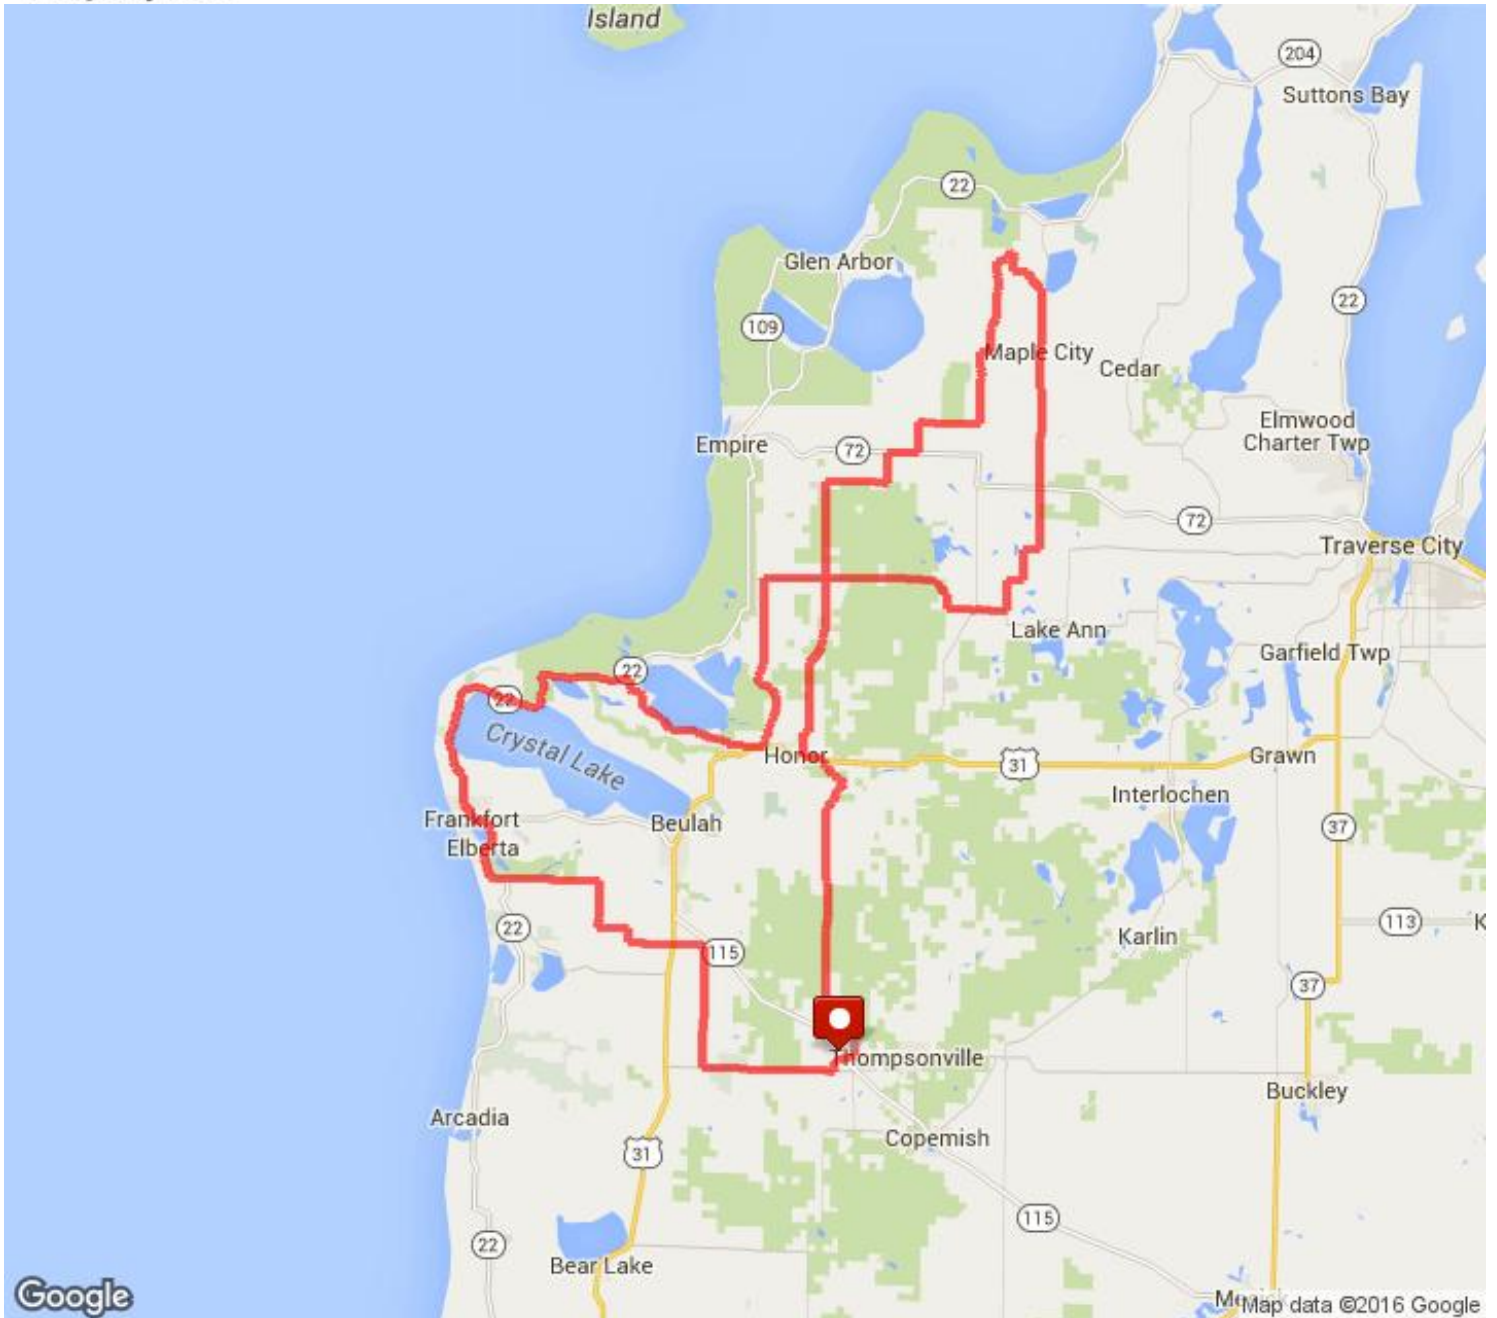 Island
204
Suttons Bay
22
Glen Arbor
22
109
Maple City
Cedar
Elmwood
Charter Twp
Empire
72
72
Traverse City
Lake Ann
Garfield Twp
22
22
Crystal Lake
Honor
31
Grawn
Interlochen
Frankfort
Beulah
37
Elberta
22
115
Karlin
113
K
37
Thompsonville
Buckley
Arcadia
Copemish
31
115
22
Bear Lake
Google
Map data ©2016 Google